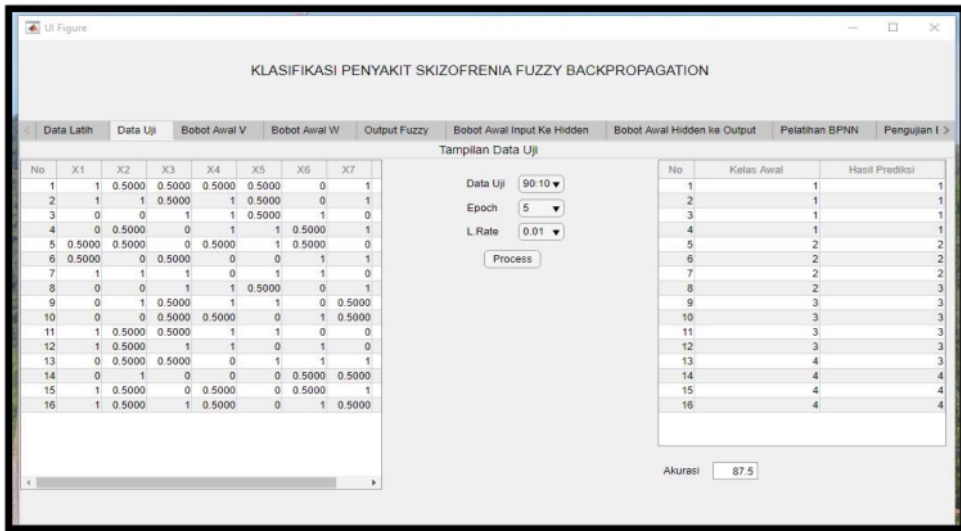 UI Figure
KLASIFIKASI PENYAKIT SKIZOFRENIA FUZZY BACKPROPAGATION
Data Latih Data Uji Bobot Awal V Bobot Awal W Output Fuzzy Bobot Awal Input Ke Hidden Bobot Awal Hidden ke Output Pelatihan BPNN Pengujian
Tampilan Data Uji
No X1 X2 X3 X4 X5 X6 X7
1 1 0.5000 0.5000 0.5000 0.5000 0 1
2 1 1 0.5000 1 0.5000 0 1
3 0 0 1 1 0.5000 1 0
4 0 0.5000 0 1 1 0.5000 1
5 0.5000 0.5000 0 0.5000 1 0.5000 0
6 0.5000 0 0.5000 0 0 1 1
7 1 1 1 0 1 1 0
8 0 0 1 1 0.5000 0 1
9 0 1 0.5000 1 1 0 0.5000
10 0 0 0.5000 0.5000 0 1 0.5000
11 1 0.5000 0.5000 1 1 0 0
12 1 0.5000 1 1 0 1 0
13 0 0.5000 0.5000 0 1 1 1
14 0 1 0 0 0 0.5000 0.5000
15 1 0.5000 0 0.5000 0 0.5000 1
16 1 0.5000 1 0.5000 0 1 0.5000
Data Uji 90:10
Epoch 5
L.Rate 0.01
Process
No Kelas Awal Hasil Prediksi
1 1 1
2 1 1
3 1 1
4 1 1
5 2 2
6 2 2
7 2 2
8 2 3
9 3 3
10 3 3
11 3 3
12 3 3
13 4 3
14 4 4
15 4 4
16 4 4
Akurasi 87.5